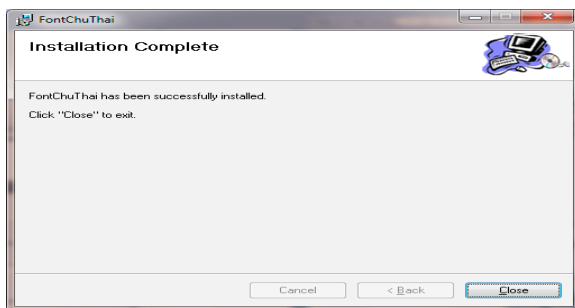 FontChuThai
Installation Complete
FontChuThai has been successfully installed.
Click "Close" to exit.
Cancel
< Back
Close